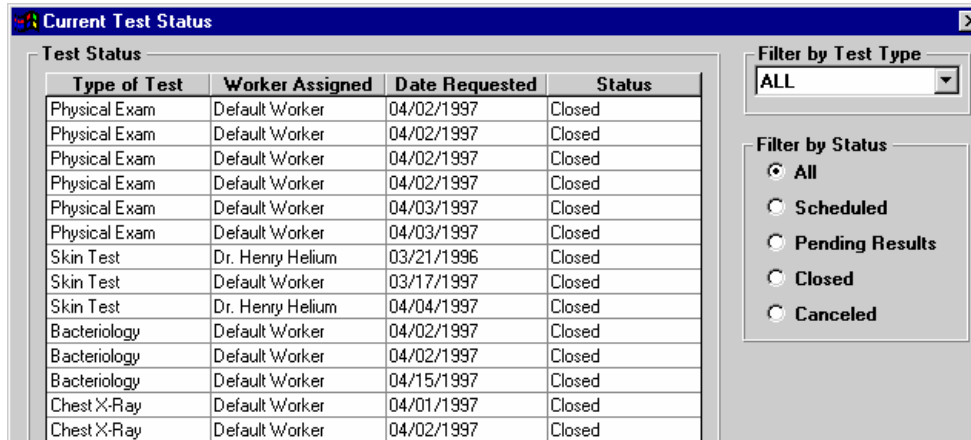 Current Test Status
Test Status
Type of Test Worker Assigned Date Requested Status
Physical Exam Default Worker 04/02/1997 Closed
Physical Exam Default Worker 04/02/1997 Closed
Physical Exam Default Worker 04/02/1997 Closed
Physical Exam Default Worker 04/02/1997 Closed
Physical Exam Default Worker 04/03/1997 Closed
Physical Exam Default Worker 04/03/1997 Closed
Skin Test Dr. Henry Helium 03/21/1996 Closed
Skin Test Default Worker 03/17/1997 Closed
Skin Test Dr. Henry Helium 04/04/1997 Closed
Bacteriology Default Worker 04/02/1997 Closed
Bacteriology Default Worker 04/02/1997 Closed
Bacteriology Default Worker 04/15/1997 Closed
Chest X-Ray Default Worker 04/01/1997 Closed
Chest X-Ray Default Worker 04/02/1997 Closed
Filter by Test Type
ALL
Filter by Status
All
Scheduled
Pending Results
Closed
Canceled